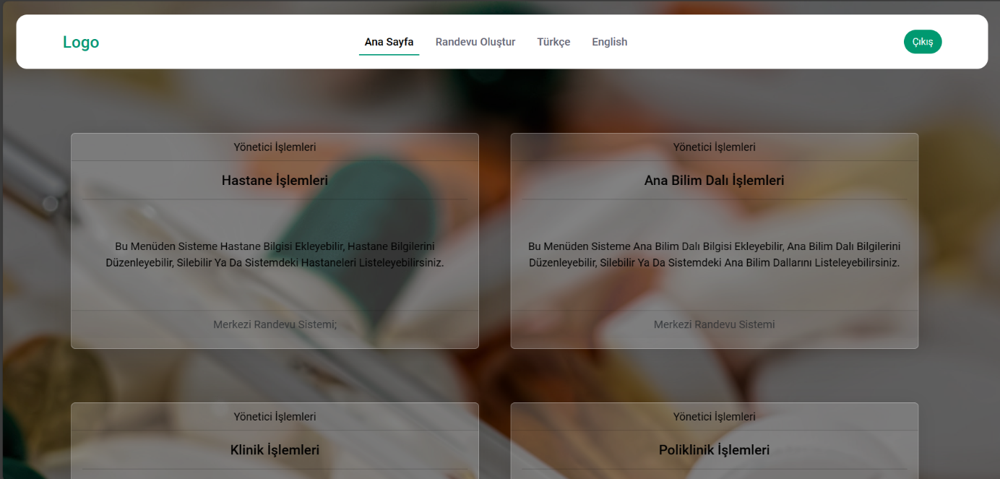 Logo
Ana Sayfa
Randevu Oluştur
Türkçe
English
Çıkış
Yönetici İşlemleri
Hastane İşlemleri
Bu Menüden Sisteme Hastane Bilgisi Ekleyebilir, Hastane Bilgilerini
Düzenleyebilir, Silebilir Ya Da Sistemdeki Hastaneleri Listeleyebilirsiniz.
Merkezi Randevu Sistemi;
Yönetici İşlemleri
Ana Bilim Dalı İşlemleri
Bu Menüden Sisteme Ana Bilim Dalı Bilgisi Ekleyebilir, Ana Bilim Dalı Bilgilerini
Düzenleyebilir, Silebilir Ya Da Sistemdeki Ana Bilim Dallarını Listeleyebilirsiniz.
Merkezi Randevu Sistemi
Yönetici İşlemleri
Klinik İşlemleri
Yönetici İşlemleri
Poliklinik İşlemleri